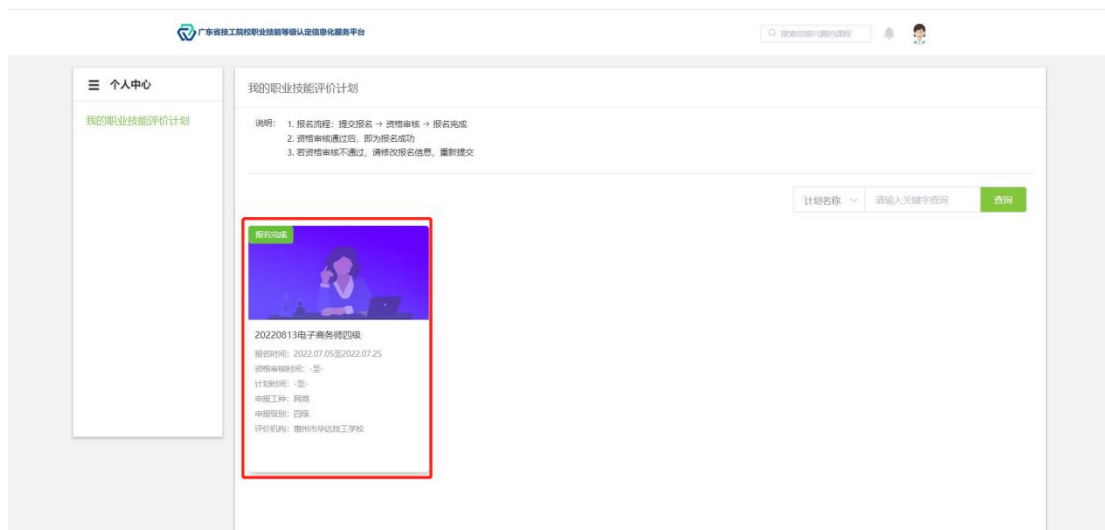 广东省技工院校职业技能等级认定信息化服务平台
搜索您感兴趣的课程
个人中心
我的职业技能评价计划
我的职业技能评价计划
说明： 1. 报名流程：提交报名 → 资格审核 → 报名完成
2. 资格审核通过后，即为报名成功
3. 若资格审核不通过，请修改报名信息，重新提交
计划名称 请输入关键字查询 查询
报名完成
20220813电子商务师四级
报名时间：2022.07.05至2022.07.25
资格审核时间：-至-
计划时间：-至-
申报工种：网商
申报级别：四级
评价机构：惠州市华达技工学校